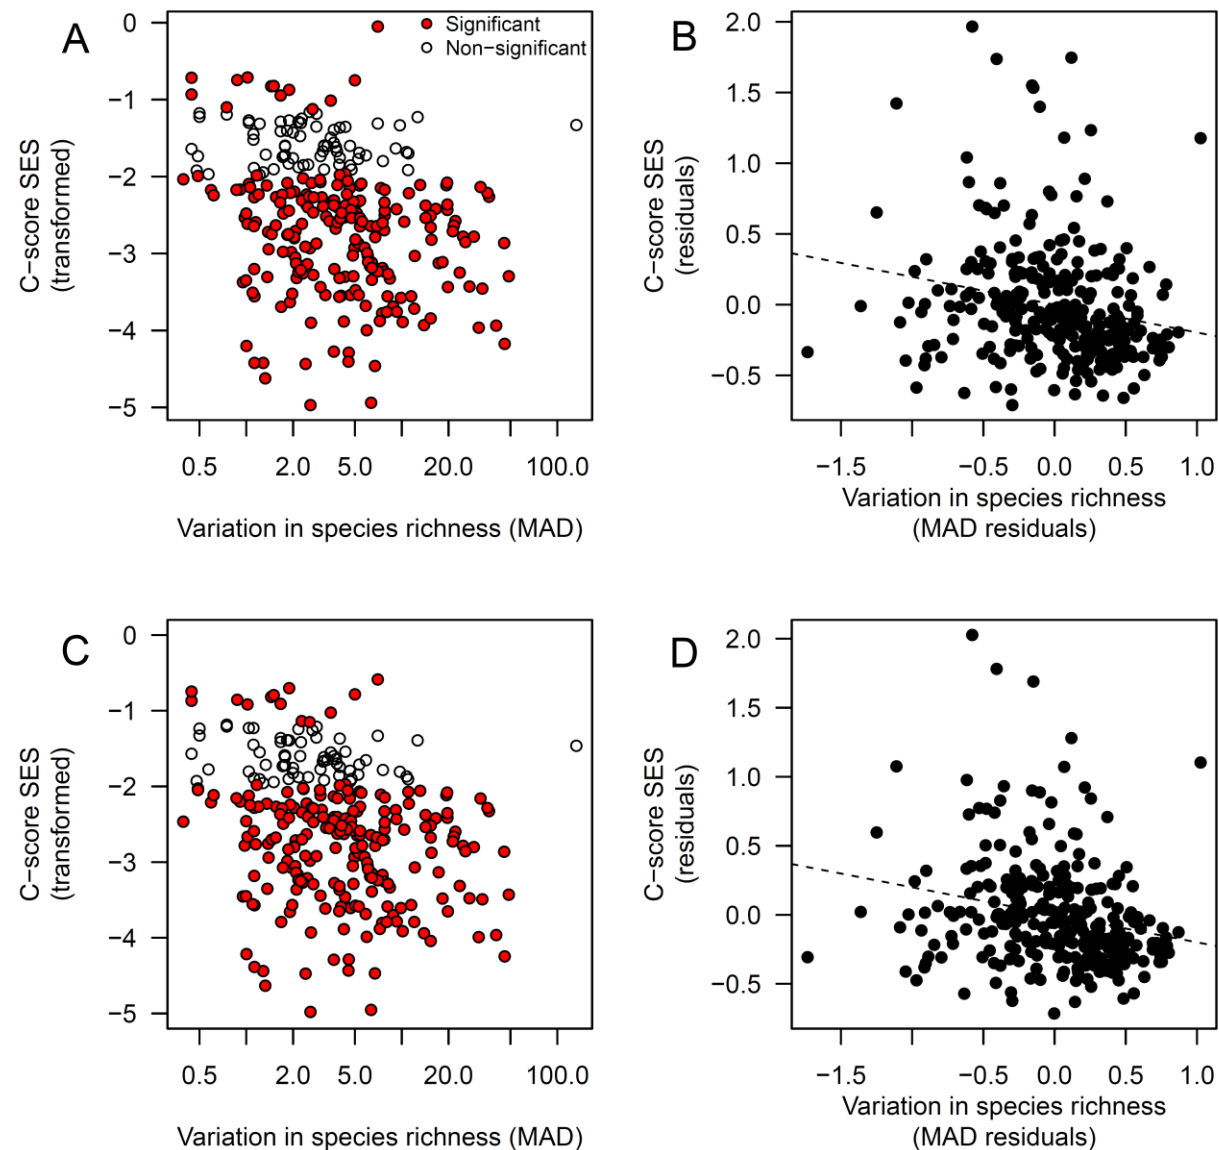 A
Significant
Non−significant
0
−1
−2
−3
−4
−5
C−score SES
(transformed)
0.5 2.0 5.0 20.0 100.0
Variation in species richness (MAD)
B
2.0
1.5
1.0
0.5
0.0
−0.5
C−score SES
(residuals)
−1.5 −0.5 0.0 0.5 1.0
Variation in species richness
(MAD residuals)
C
0
−1
−2
−3
−4
−5
C−score SES
(transformed)
0.5 2.0 5.0 20.0 100.0
Variation in species richness (MAD)
D
2.0
1.5
1.0
0.5
0.0
−0.5
C−score SES
(residuals)
−1.5 −0.5 0.0 0.5 1.0
Variation in species richness
(MAD residuals)